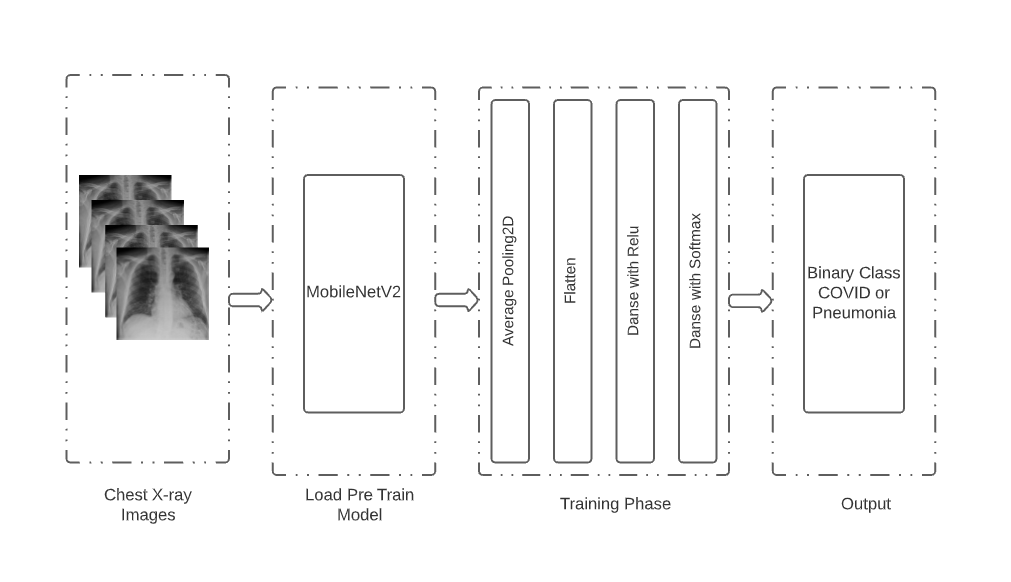 MobileNetV2
Average Pooling2D
Flatten
Danse with Relu
Danse with Softmax
Binary Class
COVID or
Pneumonia
Chest X-ray
Images
Load Pre Train
Model
Training Phase
Output